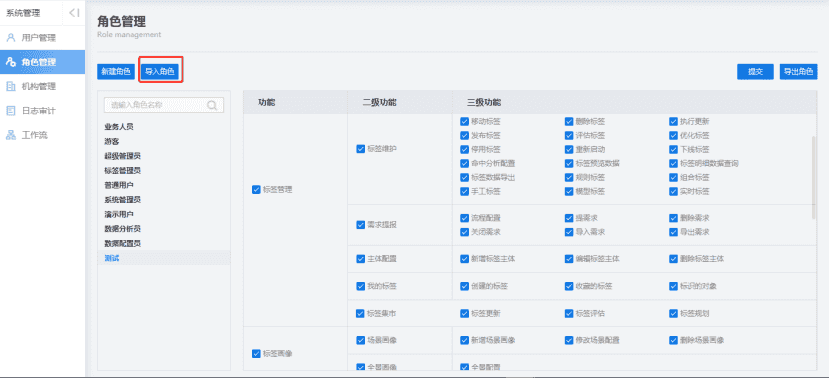 系统管理
用户管理
角色管理
机构管理
日志审计
工作流
角色管理
Role management
新建角色 导入角色 提交 导出角色
请输入角色名称
业务人员
游客
超级管理员
标签管理员
普通用户
系统管理员
演示用户
数据分析员
数据配置员
测试
功能 二级功能 三级功能
标签管理
标签维护
移动标签 删除标签 执行更新
发布标签 评估标签 优化标签
停用标签 重新启动 下线标签
命中分析配置 标签预览数据 标签明细数据查询
标签数据导出 规则标签 组合标签
手工标签 模型标签 实时标签
需求提报
流程配置 提需求 删除需求
关闭需求 导入需求 导出需求
主体配置 新增标签主体 编辑标签主体 删除标签主体
我的标签 创建的标签 收藏的标签 标识的对象
标签集市 标签更新 标签评估 标签规划
标签画像
场景画像 新增场景画像 修改场景配置 删除场景画像
全景画像 全景配置